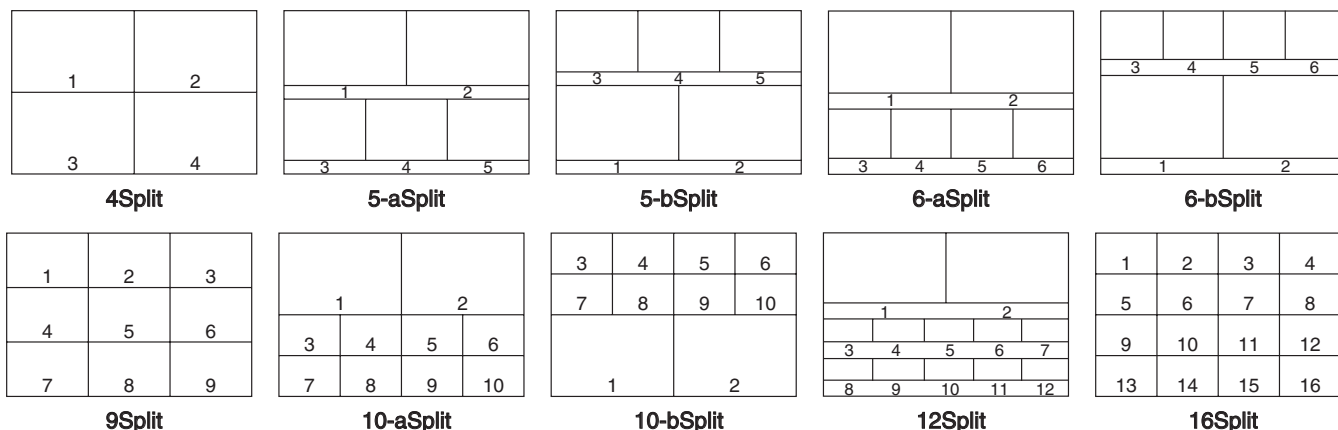 1 2
3 4
4Split
1 2
3 4 5
5-aSplit
3 4 5
1 2
5-bSplit
1 2
3 4 5 6
6-aSplit
3 4 5 6
1 2
6-bSplit
1 2 3
4 5 6
7 8 9
9Split
1 2
3 4 5 6
7 8 9 10
10-aSplit
3 4 5 6
7 8 9 10
1 2
10-bSplit
1 2
3 4 5 6 7
8 9 10 11 12
12Split
1 2 3 4
5 6 7 8
9 10 11 12
13 14 15 16
16Split